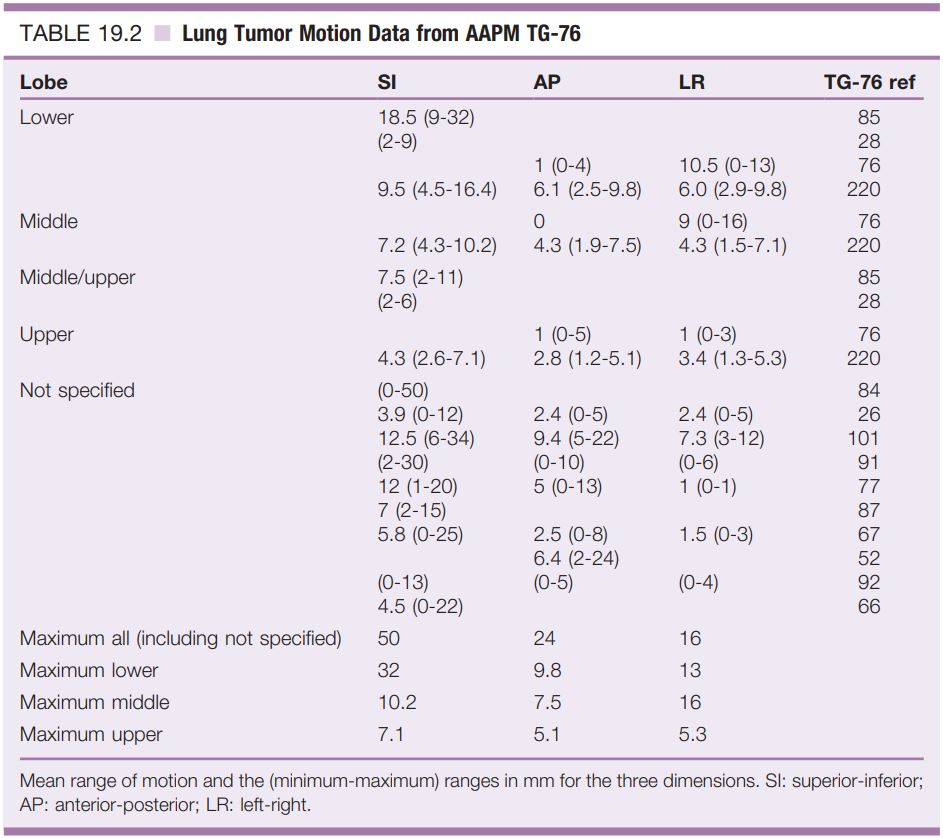 TABLE 19.2 Lung Tumor Motion Data from AAPM TG-76
Lobe SI AP LR TG-76 ref
Lower 18.5 (9-32) 85
(2-9) 28
1 (0-4) 10.5 (0-13) 76
9.5 (4.5-16.4) 6.1 (2.5-9.8) 6.0 (2.9-9.8) 220
Middle 0 9 (0-16) 76
7.2 (4.3-10.2) 4.3 (1.9-7.5) 4.3 (1.5-7.1) 220
Middle/upper 7.5 (2-11) 85
(2-6) 28
Upper 1 (0-5) 1 (0-3) 76
4.3 (2.6-7.1) 2.8 (1.2-5.1) 3.4 (1.3-5.3) 220
Not specified (0-50) 84
3.9 (0-12) 2.4 (0-5) 2.4 (0-5) 26
12.5 (6-34) 9.4 (5-22) 7.3 (3-12) 101
(2-30) (0-10) (0-6) 91
12 (1-20) 5 (0-13) 1 (0-1) 77
7 (2-15) 87
5.8 (0-25) 2.5 (0-8) 1.5 (0-3) 67
6.4 (2-24) 52
(0-13) (0-5) (0-4) 92
4.5 (0-22) 66
Maximum all (including not specified) 50 24 16
Maximum lower 32 9.8 13
Maximum middle 10.2 7.5 16
Maximum upper 7.1 5.1 5.3
Mean range of motion and the (minimum-maximum) ranges in mm for the three dimensions. SI: superior-inferior;
AP: anterior-posterior; LR: left-right.